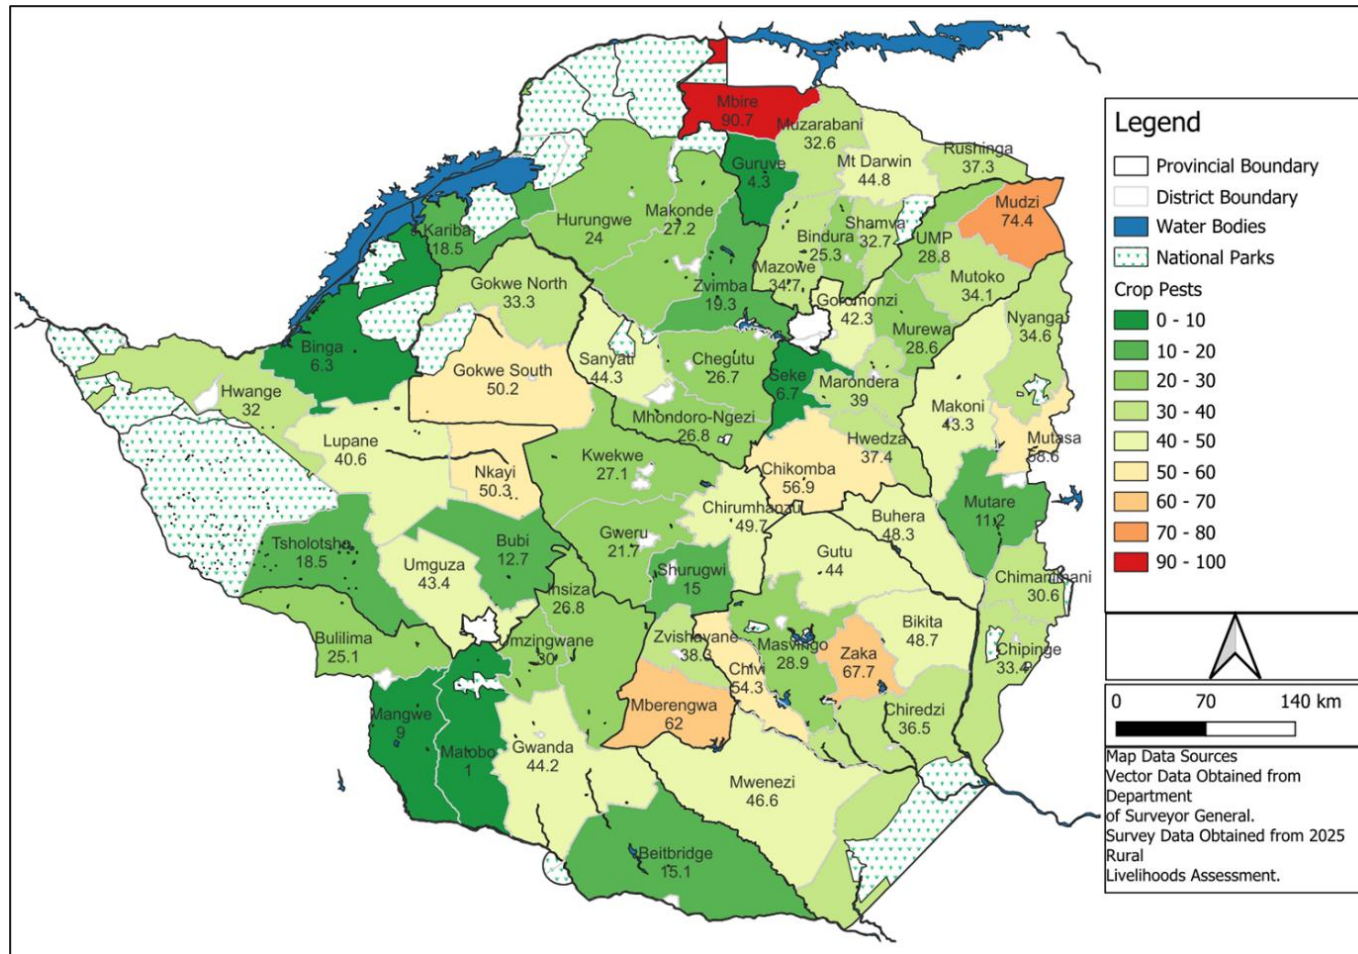 Mbire
90.7
Muzarabani
32.6
Guruve
4.3
Mt Darwin
44.8
Rushinga
37.3
Mudzi
74.4
Kariba
18.5
Hurungwe
24
Makonde
27.2
Bindura
25.3
Shamva
32.7
UMP
28.8
Mazowe
34.7
Mutoko
34.1
Gokwe North
33.3
Zvimba
19.3
Goromonzi
42.3
Nyanga
34.6
Murewa
28.6
Binga
6.3
Gokwe South
50.2
Sanyati
44.3
Chegutu
26.7
Seke
6.7
Marondera
39
Hwange
32
Makoni
43.3
Mhondoro-Ngezi
26.8
Hwedza
37.4
Mutasa
58.6
Lupane
40.6
Nkayi
50.3
Kwekwe
27.1
Chikomba
56.9
Mutare
11.2
Chirumhanzu
49.7
Buhera
48.3
Tsholotsho
18.5
Bubi
12.7
Gweru
21.7
Gutu
44
Umguza
43.4
Shurugwi
15
Chimanimani
30.6
Insiza
26.8
Bulilima
25.1
Umzingwane
30
Zvishavane
38.3
Masvingo
28.9
Bikita
48.7
Zaka
67.7
Chipinge
33.4
Chivi
54.3
Mangwe
9
Matobo
1
Mberengwa
62
Chiredzi
36.5
Gwanda
44.2
Mwenezi
46.6
Beitbridge
15.1
Legend
Provincial Boundary
District Boundary
Water Bodies
National Parks
Crop Pests
0 - 10
10 - 20
20 - 30
30 - 40
40 - 50
50 - 60
60 - 70
70 - 80
90 - 100
0 70 140 km
Map Data Sources
Vector Data Obtained from
Department
of Surveyor General.
Survey Data Obtained from 2025
Rural
Livelihoods Assessment.